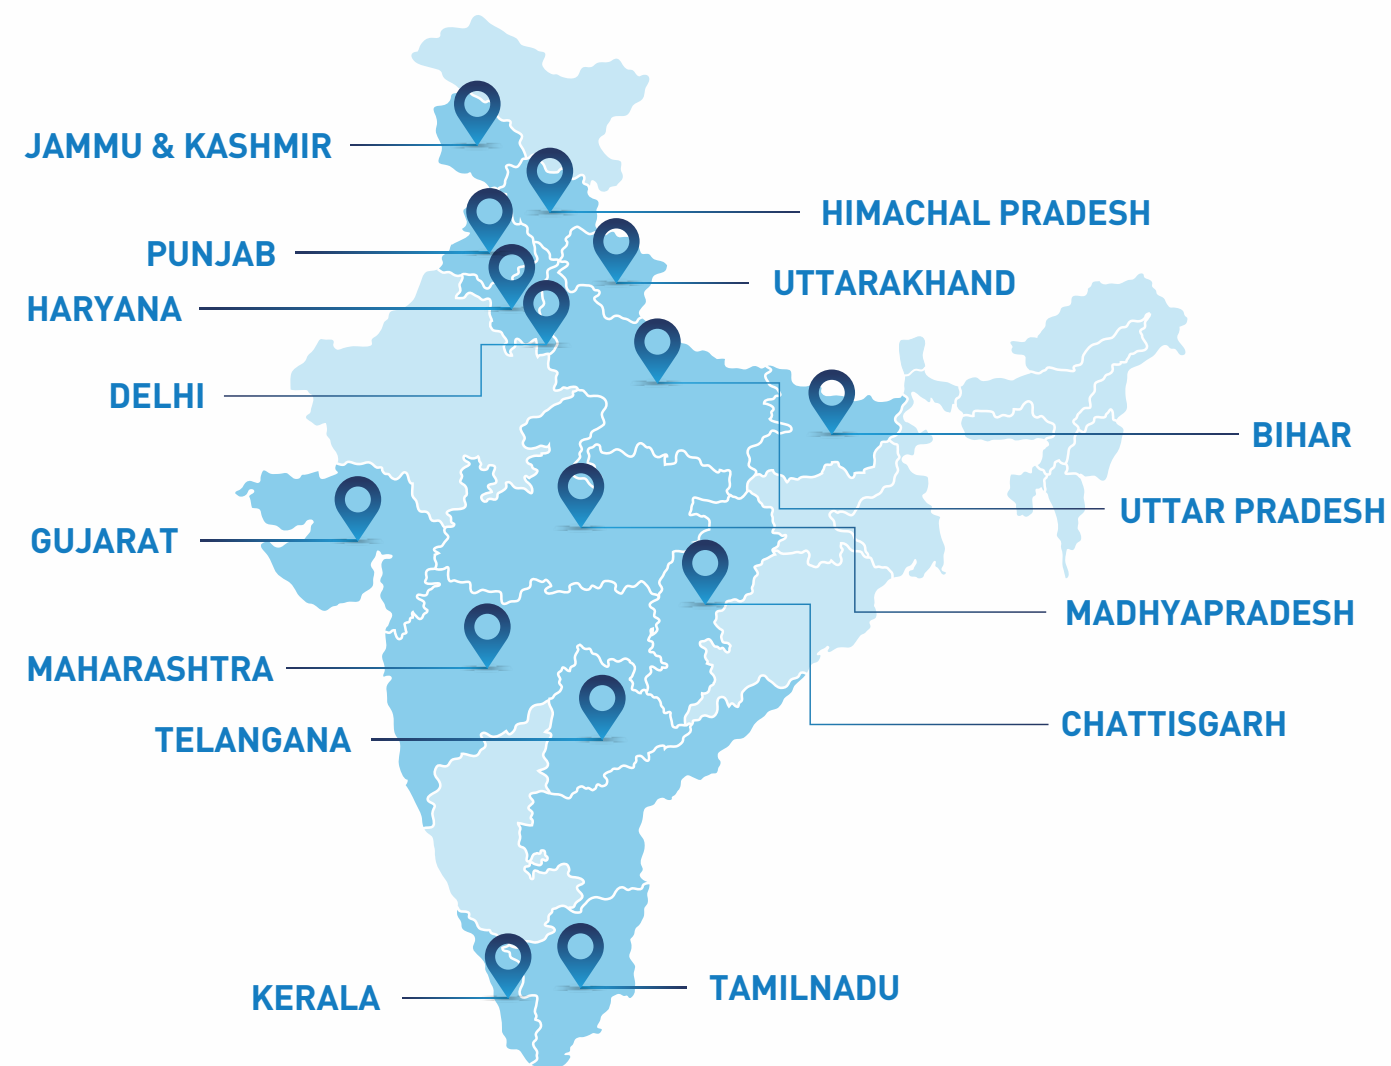 JAMMU & KASHMIR
HIMACHAL PRADESH
PUNJAB
UTTARAKHAND
HARYANA
DELHI
BIHAR
UTTAR PRADESH
GUJARAT
MADHYAPRADESH
MAHARASHTRA
CHATTISGARH
TELANGANA
TAMILNADU
KERALA